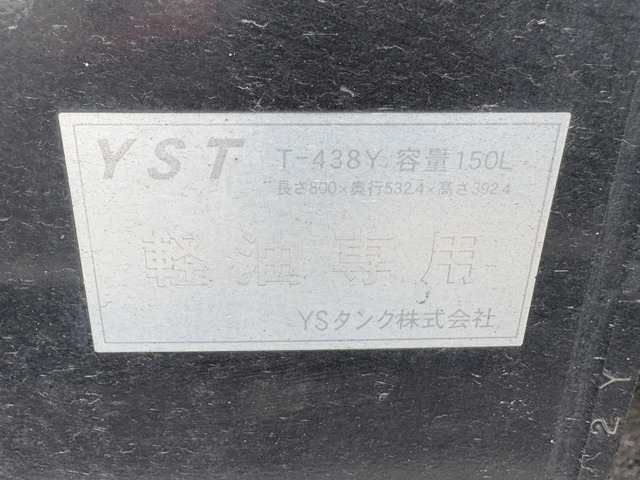 YST T-438Y 容量150L
長さ800×奥行532.4×高さ392.4
軽油専用
YSタンク株式会社
2Y